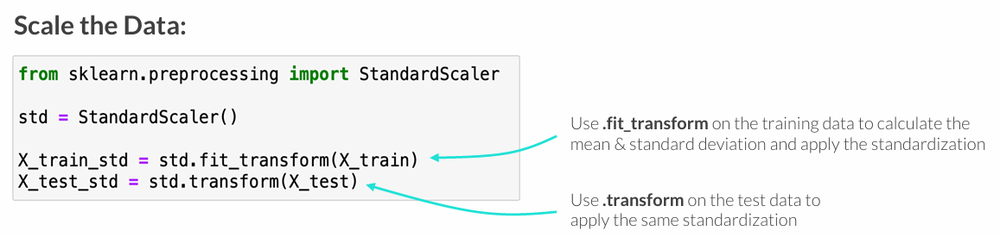 Scale the Data:
from sklearn.preprocessing import StandardScaler
std = StandardScaler()
X_train_std = std.fit_transform(X_train)
X_test_std = std.transform(X_test)
Use .fit_transform on the training data to calculate the
mean & standard deviation and apply the standardization
Use .transform on the test data to
apply the same standardization